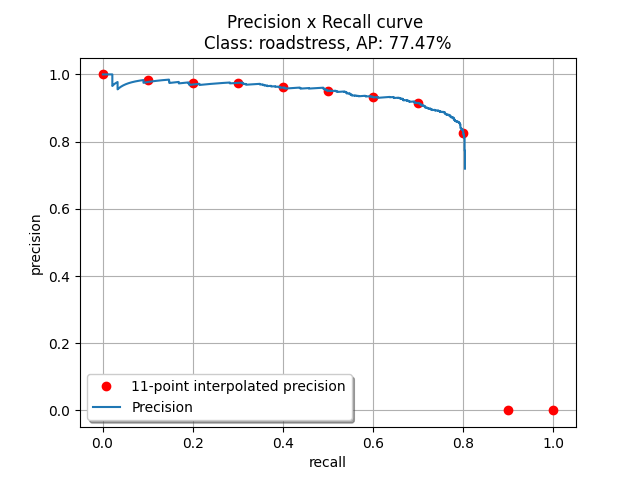 Precision x Recall curve
Class: roadstress, AP: 77.47%
1.0
0.8
0.6
0.4
0.2
0.0
precision
11-point interpolated precision
Precision
0.0 0.2 0.4 0.6 0.8 1.0
recall